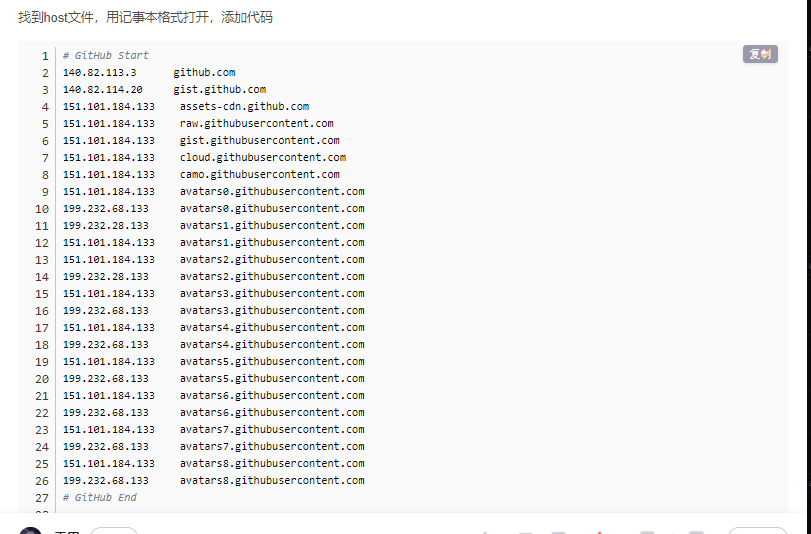 找到host文件，用记事本格式打开，添加代码
复制
1 # GitHub Start
2 140.82.113.3 github.com
3 140.82.114.20 gist.github.com
4 151.101.184.133 assets-cdn.github.com
5 151.101.184.133 raw.githubusercontent.com
6 151.101.184.133 gist.githubusercontent.com
7 151.101.184.133 cloud.githubusercontent.com
8 151.101.184.133 camo.githubusercontent.com
9 151.101.184.133 avatars0.githubusercontent.com
10 199.232.68.133 avatars0.githubusercontent.com
11 199.232.28.133 avatars1.githubusercontent.com
12 151.101.184.133 avatars1.githubusercontent.com
13 151.101.184.133 avatars2.githubusercontent.com
14 199.232.28.133 avatars2.githubusercontent.com
15 151.101.184.133 avatars3.githubusercontent.com
16 199.232.68.133 avatars3.githubusercontent.com
17 151.101.184.133 avatars4.githubusercontent.com
18 199.232.68.133 avatars4.githubusercontent.com
19 151.101.184.133 avatars5.githubusercontent.com
20 199.232.68.133 avatars5.githubusercontent.com
21 151.101.184.133 avatars6.githubusercontent.com
22 199.232.68.133 avatars6.githubusercontent.com
23 151.101.184.133 avatars7.githubusercontent.com
24 199.232.68.133 avatars7.githubusercontent.com
25 151.101.184.133 avatars8.githubusercontent.com
26 199.232.68.133 avatars8.githubusercontent.com
27 # GitHub End